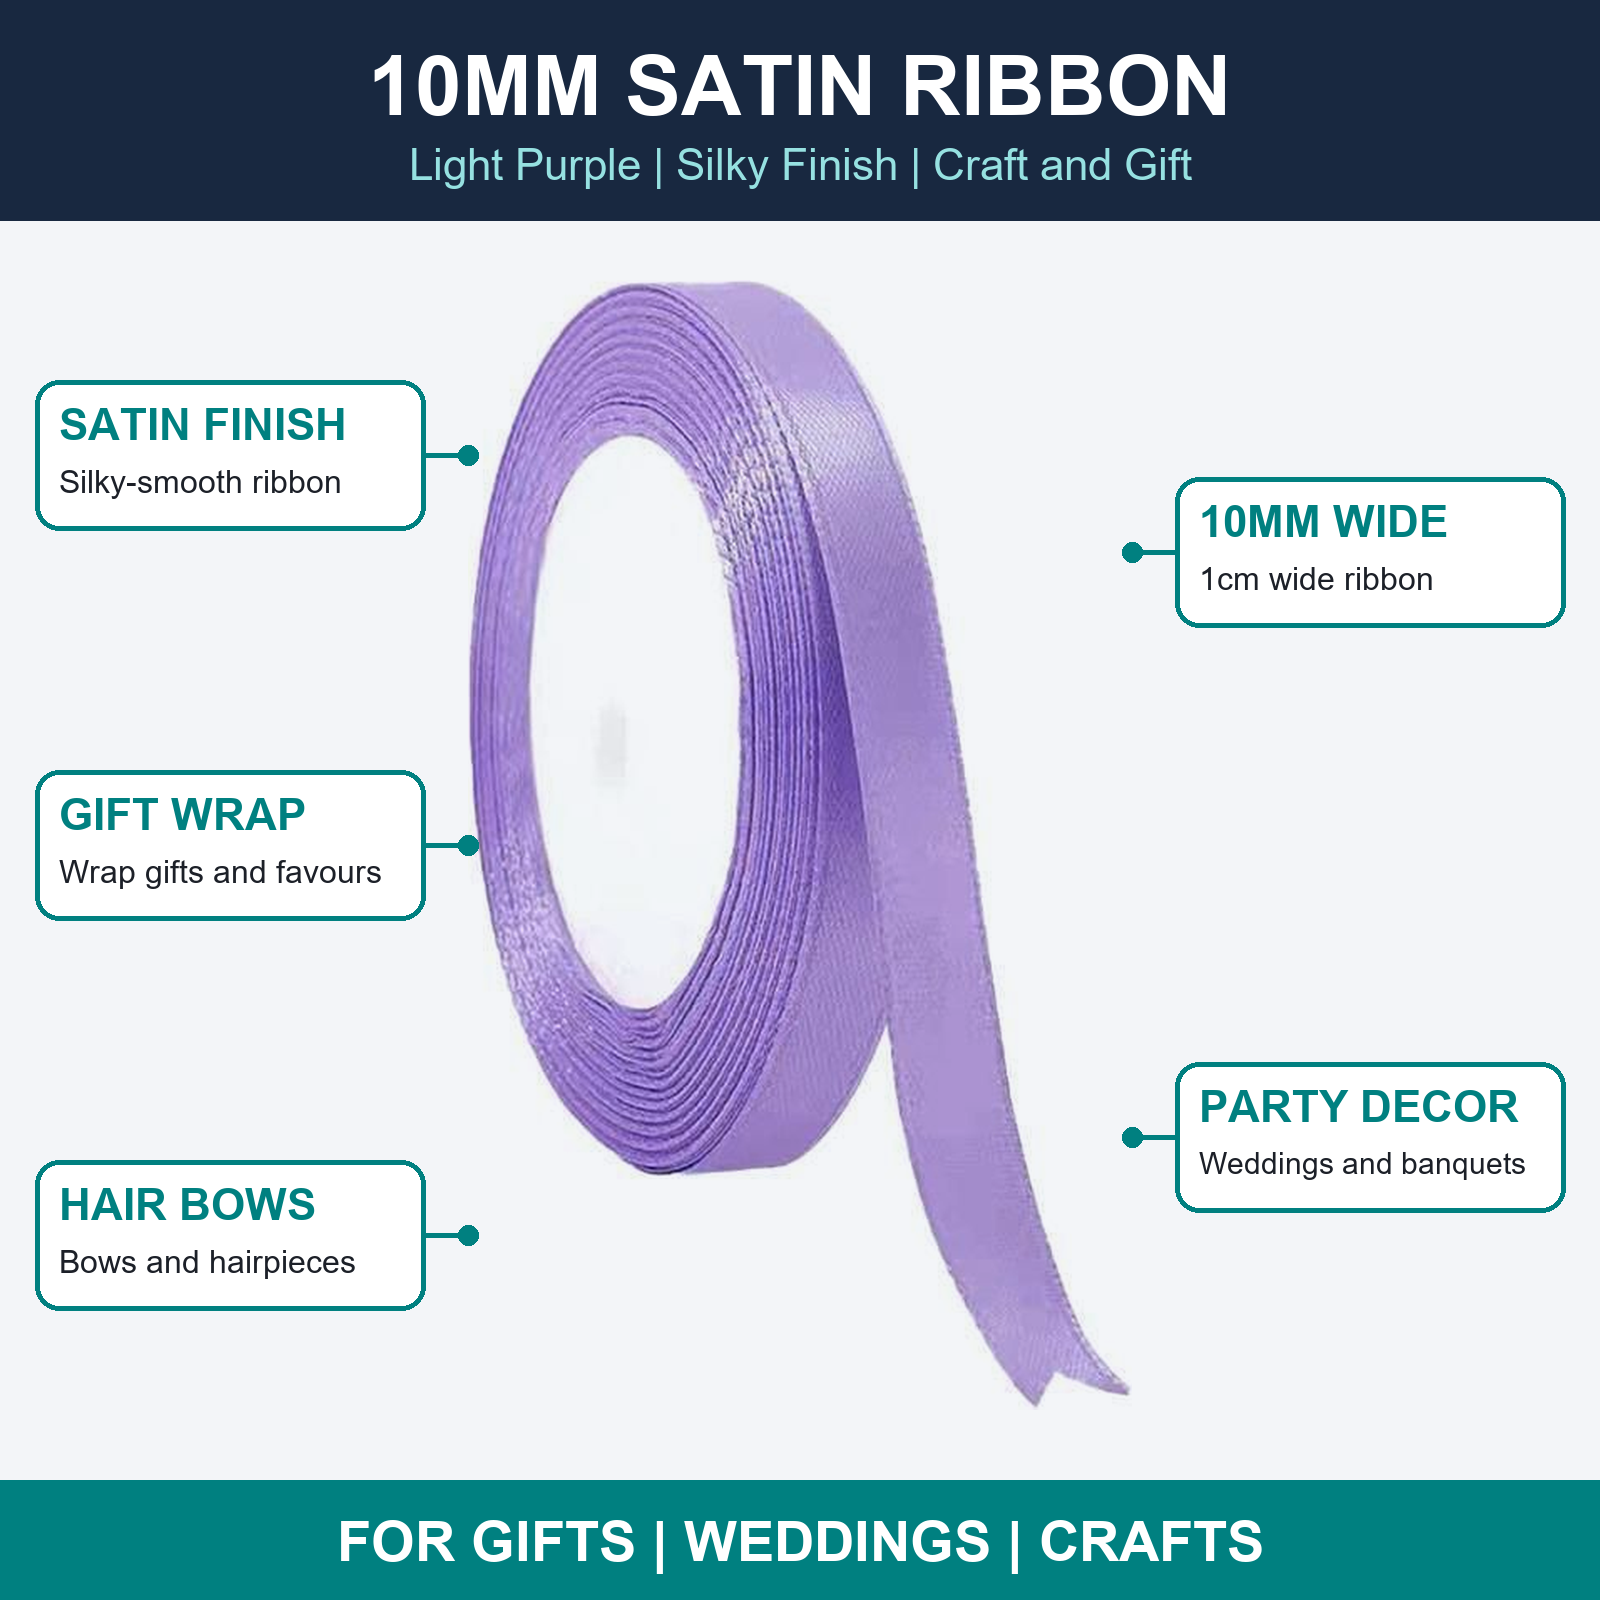 10MM SATIN RIBBON
Light Purple | Silky Finish | Craft and Gift
SATIN FINISH
Silky-smooth ribbon
10MM WIDE
1cm wide ribbon
GIFT WRAP
Wrap gifts and favours
PARTY DECOR
Weddings and banquets
HAIR BOWS
Bows and hairpieces
FOR GIFTS | WEDDINGS | CRAFTS